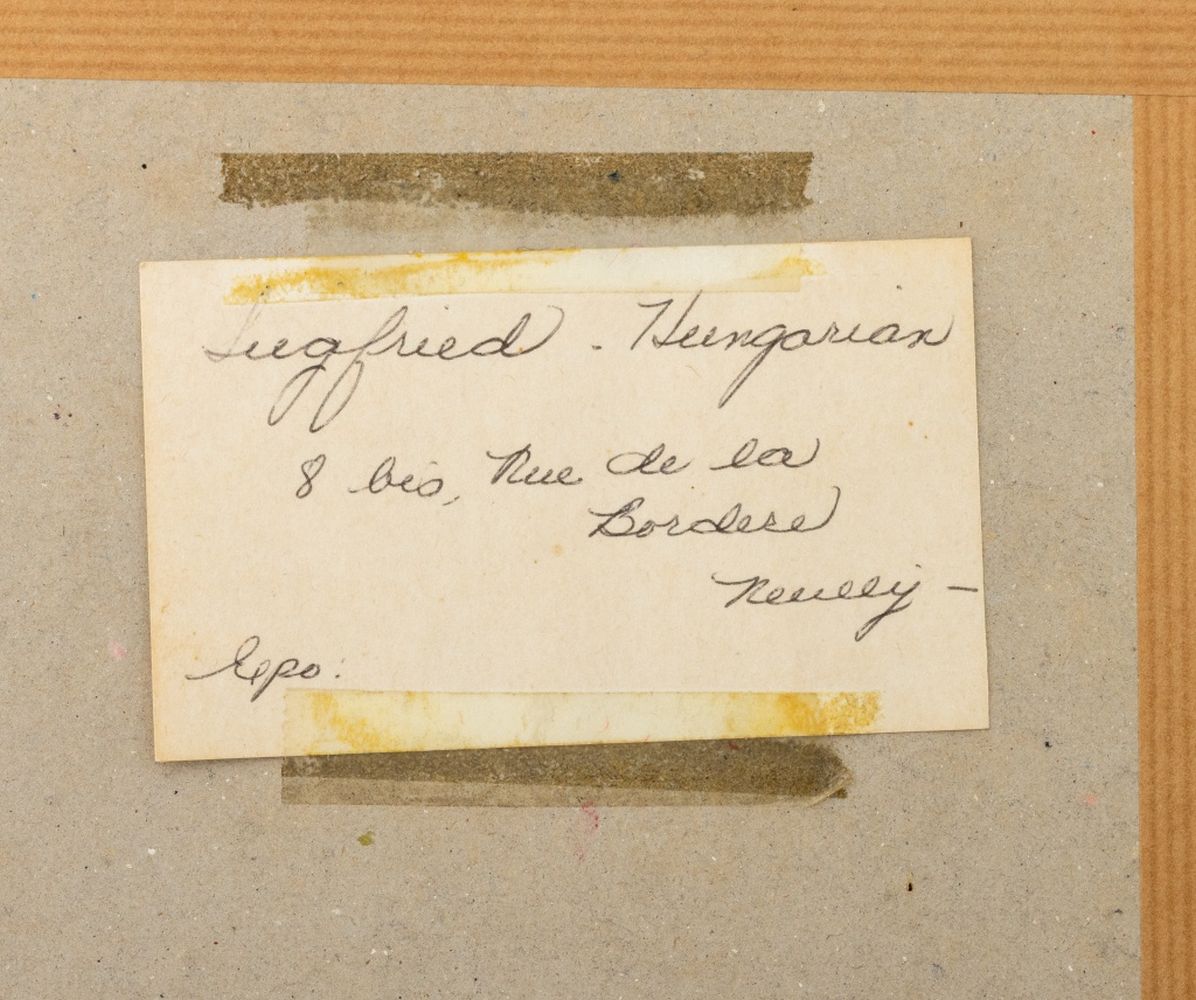 Siegfried - Hungarian
8 bis, Rue de la
Bordere
Neuilly -
Expo: